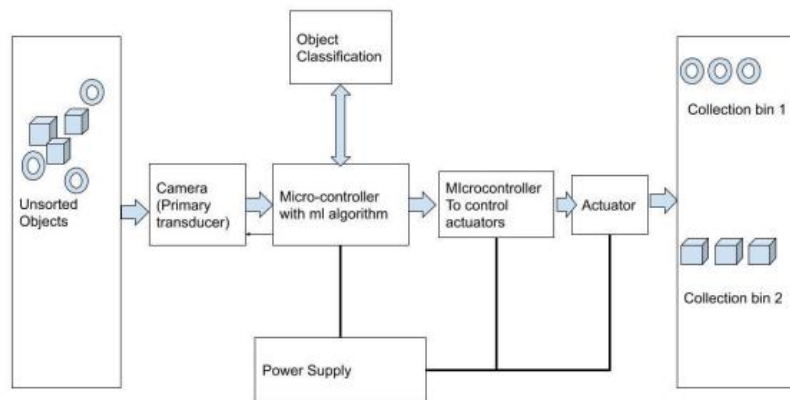 Object
Classification
Unsorted
Objects
Camera
(Primary
transducer)
Micro-controller
with ml algorithm
MIcrocontroller
To control
actuators
Actuator
Collection bin 1
Collection bin 2
Power Supply